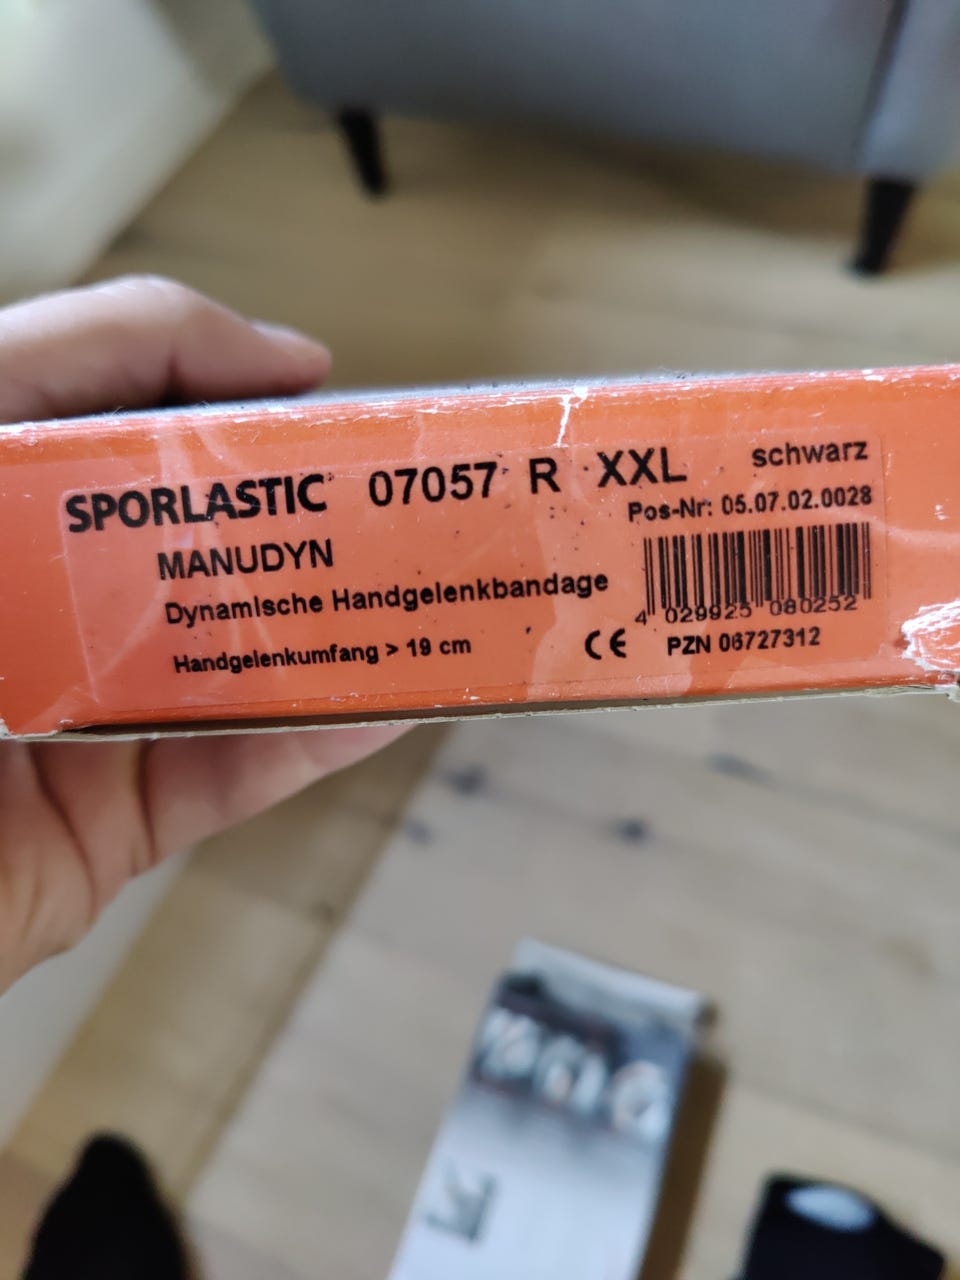 SPORLASTIC 07057 R XXL schwarz
Pos-Nr: 05.07.02.0028
MANUDYN
Dynamische Handgelenkbandage
4 029925 080252
Handgelenkumfang > 19 cm
CE PZN 06727312